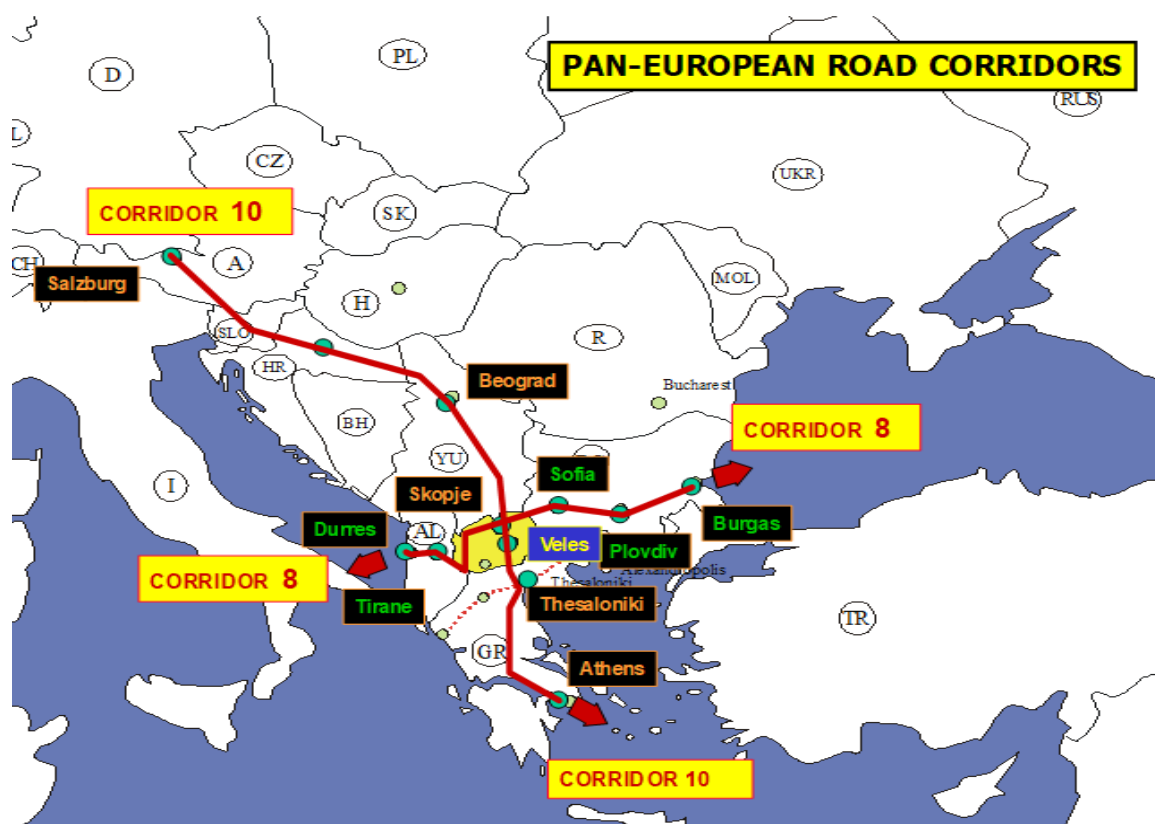 PL
PAN-EUROPEAN ROAD CORRIDORS
D
RUS
L
CZ
UKR
CORRIDOR 10
SK
CH
A
MOL
Salzburg
H
SLO
R
HR
Beograd
Bucharest
BH
CORRIDOR 8
YU
Sofia
I
Skopje
Durres
AL
Veles
Plovdiv
Burgas
CORRIDOR 8
Thesaloniki
Alexandropolis
Tirane
Thesaloniki
TR
GR
Athens
CORRIDOR 10